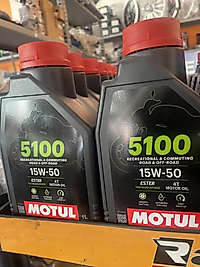 5100
RECREATIONAL & COMMUTING
ROAD & OFF-ROAD
15W-50
ESTER
4T
MOTOR OIL
MOTUL
1L
5100
RECREATIONAL & COMMUTING
ROAD & OFF-ROAD
15W-50
ESTER
4T
MOTOR OIL
MOTUL